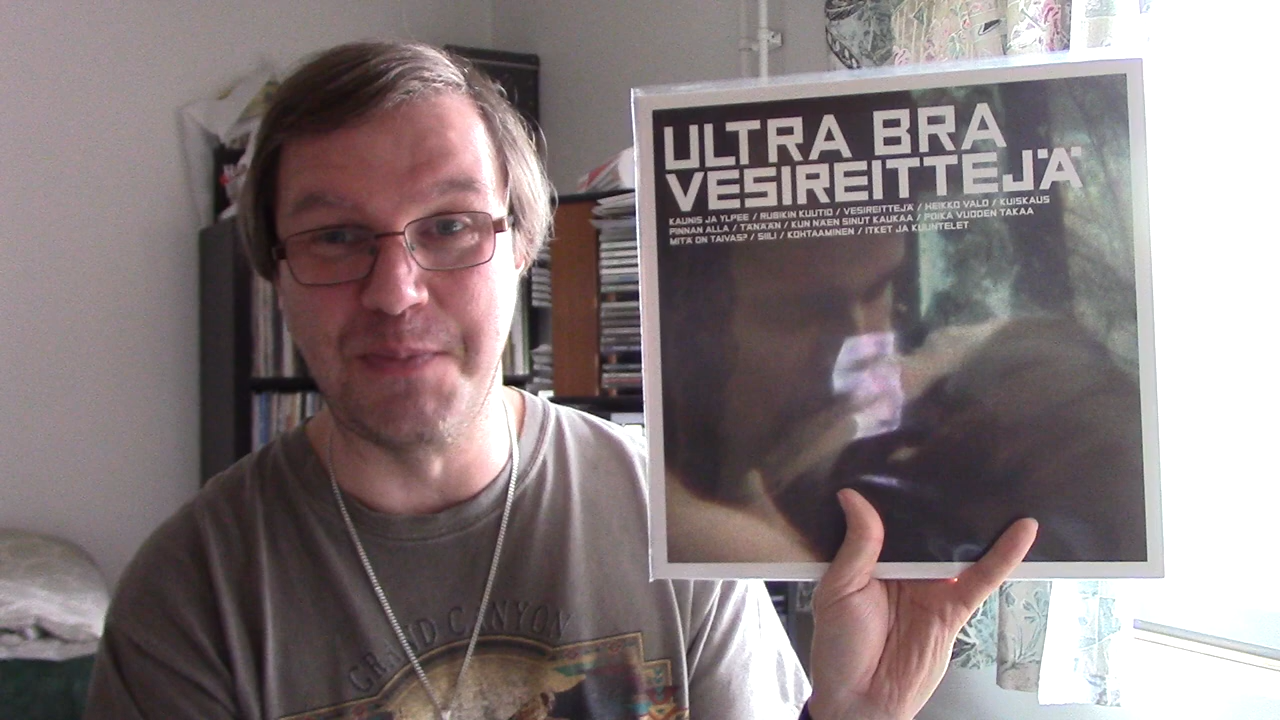 ULTRA BRA
VESIREITTEJÄ
KAUNIS JA YLPEE / RUBIKIN KUUTIO / VESIREITTEJÄ / HEIKKO VALO / KUISKAUS
PINNAN ALLA / TÄNÄÄN / KUN NÄEN SINUT KAUKAA / POIKA VUODEN TAKAA
MITÄ ON TAIVAS? / SIILI / KOHTAAMINEN / ITKET JA KUUNTELET
GRAND CANYON